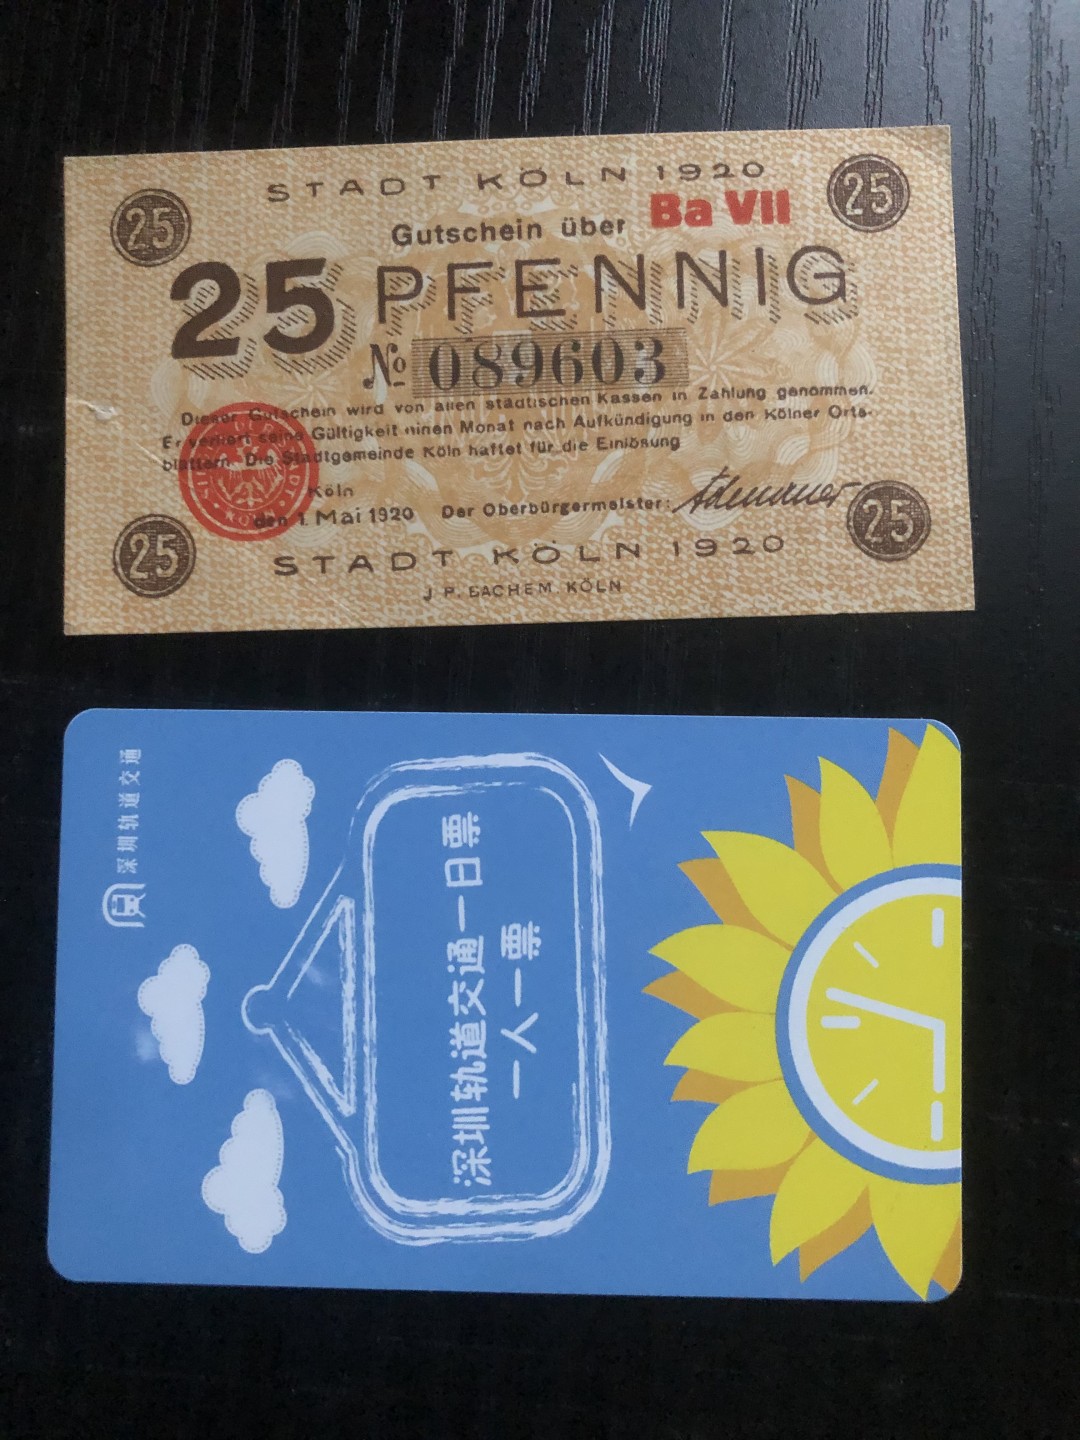 STADT KÖLN 1920
25
25
Gutschein über Ba VII
25 PFENNIG
No 089603
Dieser Gutschein wird von allen städtischen Kassen in Zahlung genommen.
Er verliert seine Gültigkeit einen Monat nach Aufkündigung in den Kölner Orts-
blättern. Die Stadtgemeinde Köln haftet für die Einlösung
Köln
den 1. Mai 1920 Der Oberbürgermeister: Adenauer
25
25
STADT KÖLN 1920
J. P. BACHEM, KÖLN
深圳轨道交通
深圳轨道交通一日票
一人一票